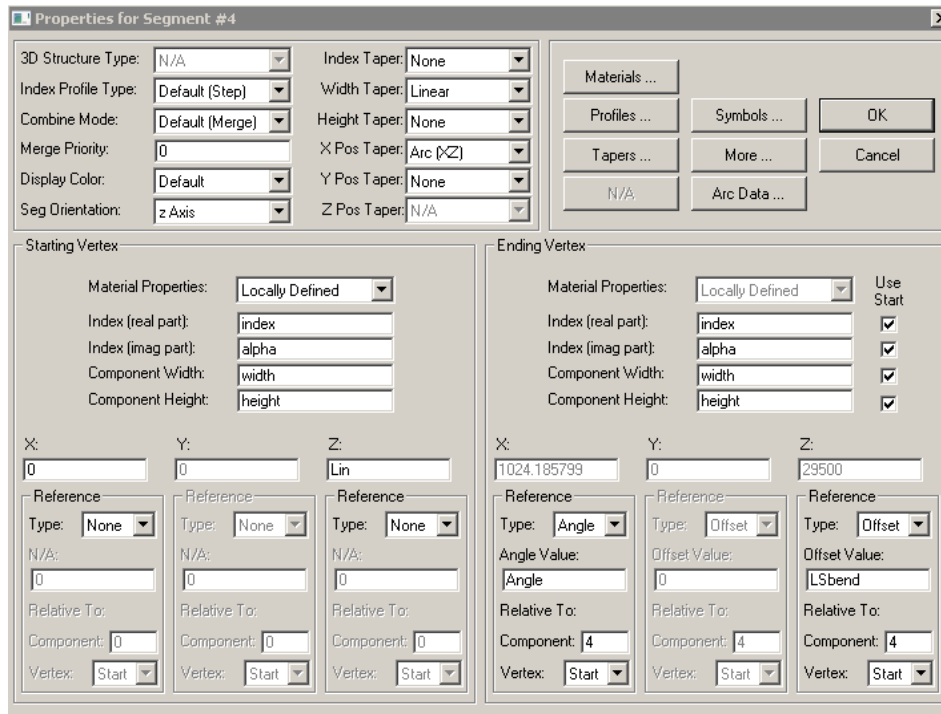 Properties for Segment #4
3D Structure Type: N/A Index Taper: None
Index Profile Type: Default (Step) Width Taper: Linear
Combine Mode: Default (Merge) Height Taper: None
Merge Priority: 0 X Pos Taper: Arc (XZ)
Display Color: Default Y Pos Taper: None
Seg Orientation: z Axis Z Pos Taper: N/A
Materials ...
Profiles ... Symbols ... OK
Tapers ... More ... Cancel
N/A Arc Data ...
Starting Vertex
Material Properties: Locally Defined
Index (real part): index
Index (imag part): alpha
Component Width: width
Component Height: height
X: Y: Z:
0 0 Lin
Reference Reference Reference
Type: None Type: None Type: None
N/A: N/A: N/A:
0 0 0
Relative To: Relative To: Relative To:
Component: 0 Component: 0 Component: 0
Vertex: Start Vertex: Start Vertex: Start
Ending Vertex
Use
Material Properties: Locally Defined Start
Index (real part): index
Index (imag part): alpha
Component Width: width
Component Height: height
X: Y: Z:
1024.185799 0 29500
Reference Reference Reference
Type: Angle Type: Offset Type: Offset
Angle Value: Offset Value: Offset Value:
Angle 0 LSbend
Relative To: Relative To: Relative To:
Component: 4 Component: 4 Component: 4
Vertex: Start Vertex: Start Vertex: Start